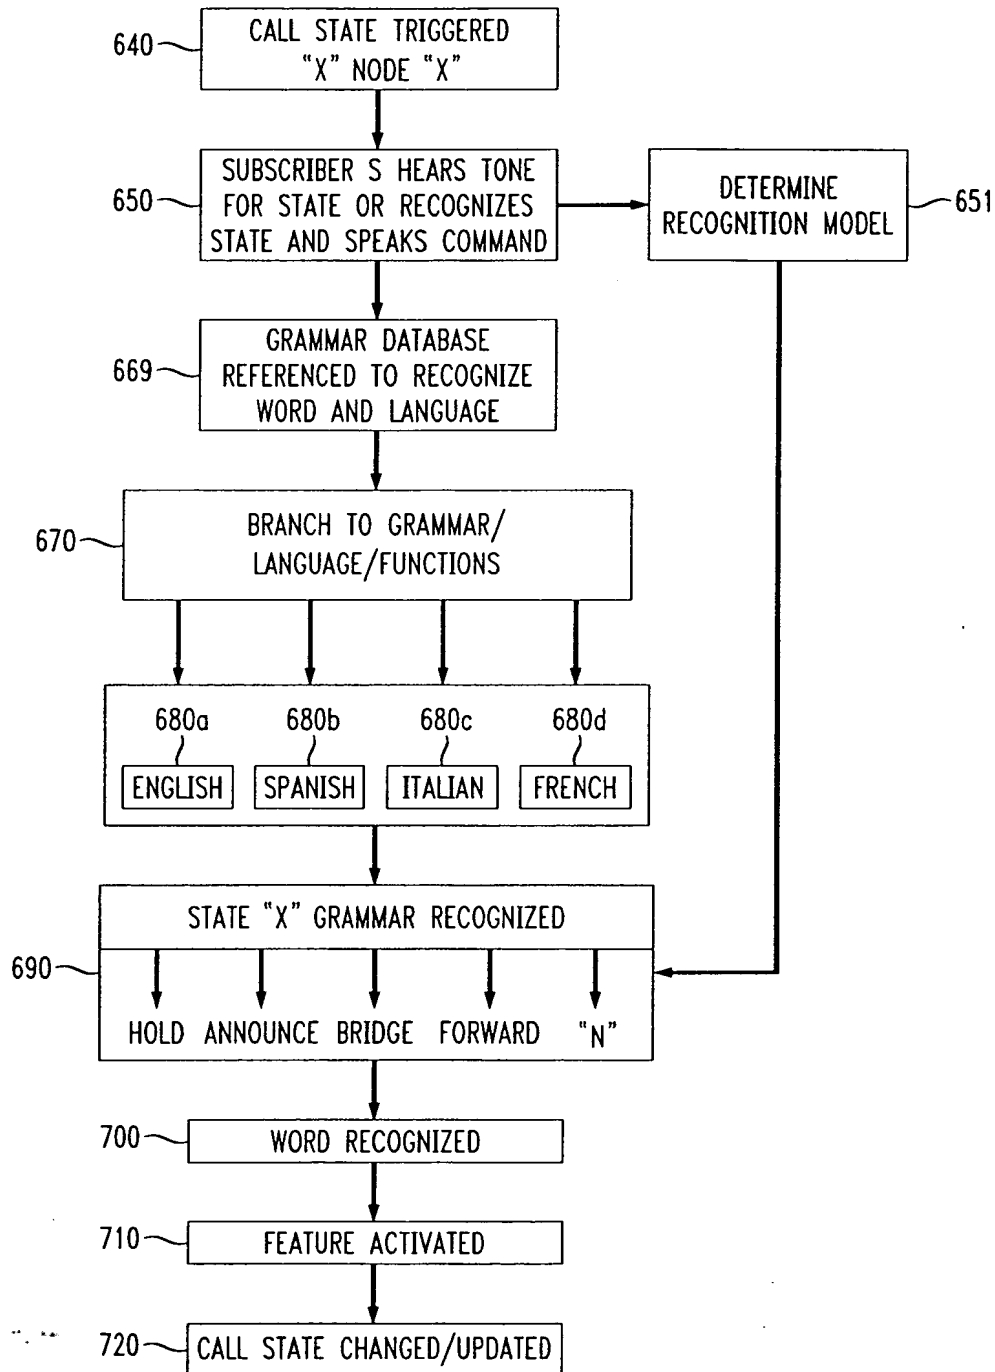 640
CALL STATE TRIGGERED
"X" NODE "X"
650
SUBSCRIBER S HEARS TONE
FOR STATE OR RECOGNIZES
STATE AND SPEAKS COMMAND
DETERMINE
RECOGNITION MODEL
651
669
GRAMMAR DATABASE
REFERENCED TO RECOGNIZE
WORD AND LANGUAGE
670
BRANCH TO GRAMMAR/
LANGUAGE/FUNCTIONS
680a 680b 680c 680d
ENGLISH SPANISH ITALIAN FRENCH
STATE "X" GRAMMAR RECOGNIZED
690
HOLD ANNOUNCE BRIDGE FORWARD "N"
700
WORD RECOGNIZED
710
FEATURE ACTIVATED
720
CALL STATE CHANGED/UPDATED